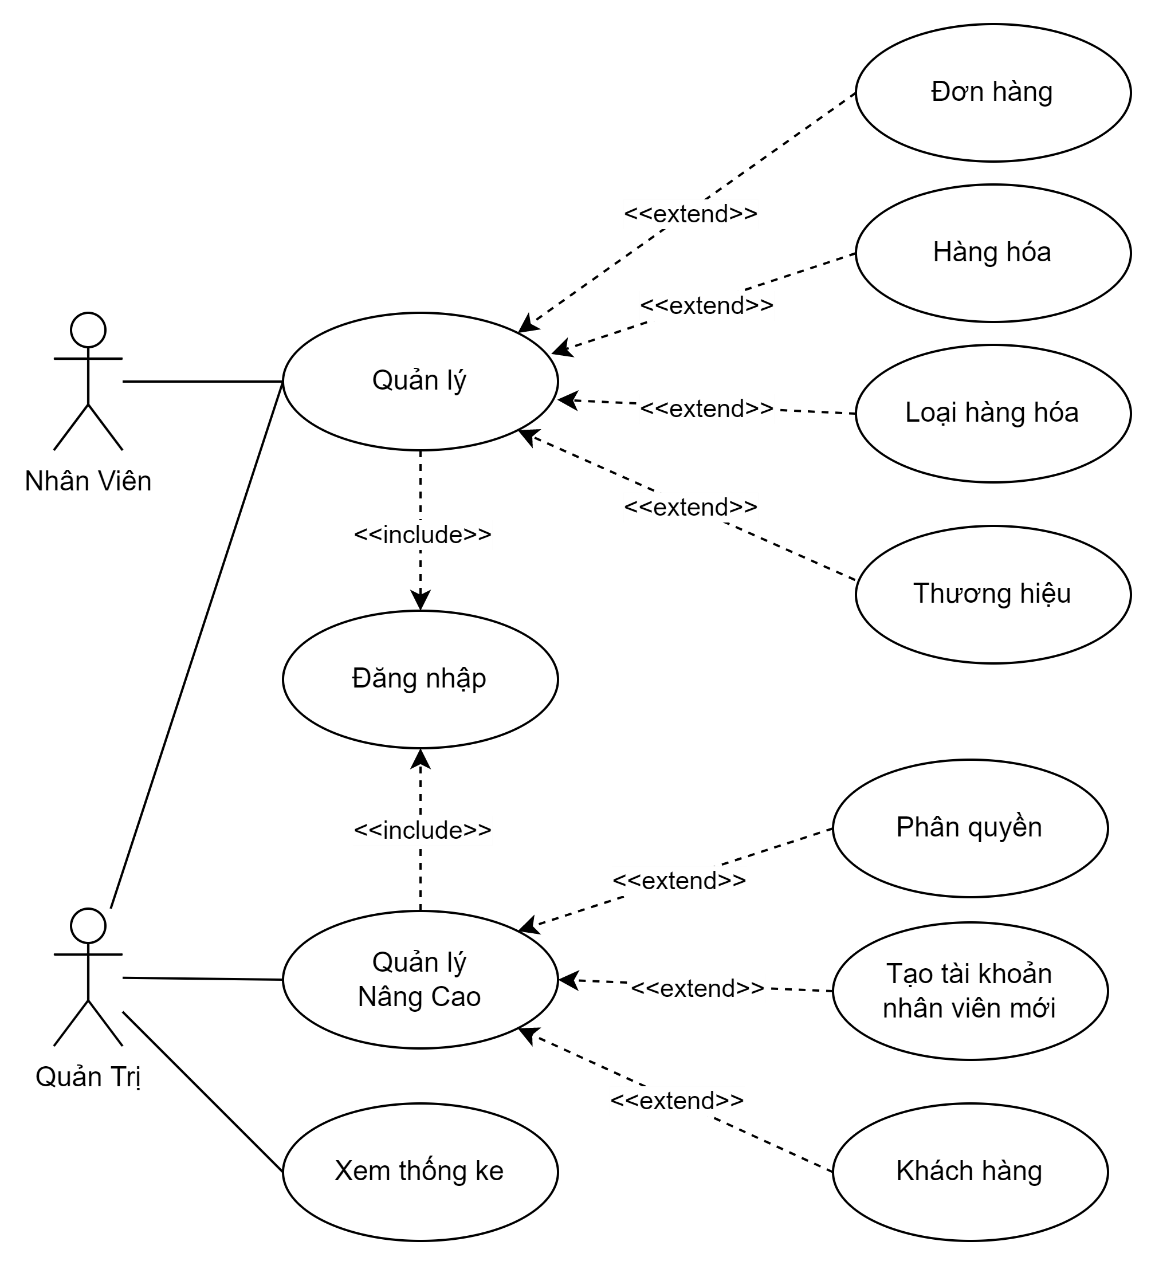 Đơn hàng
<<extend>>
Hàng hóa
<<extend>>
Quản lý
Loại hàng hóa
<<extend>>
Nhân Viên
<<extend>>
<<include>>
Thương hiệu
Đăng nhập
<<include>>
Phân quyền
<<extend>>
Quản lý
Nâng Cao
Tạo tài khoản
nhân viên mới
<<extend>>
Quản Trị
<<extend>>
Xem thống ke
Khách hàng